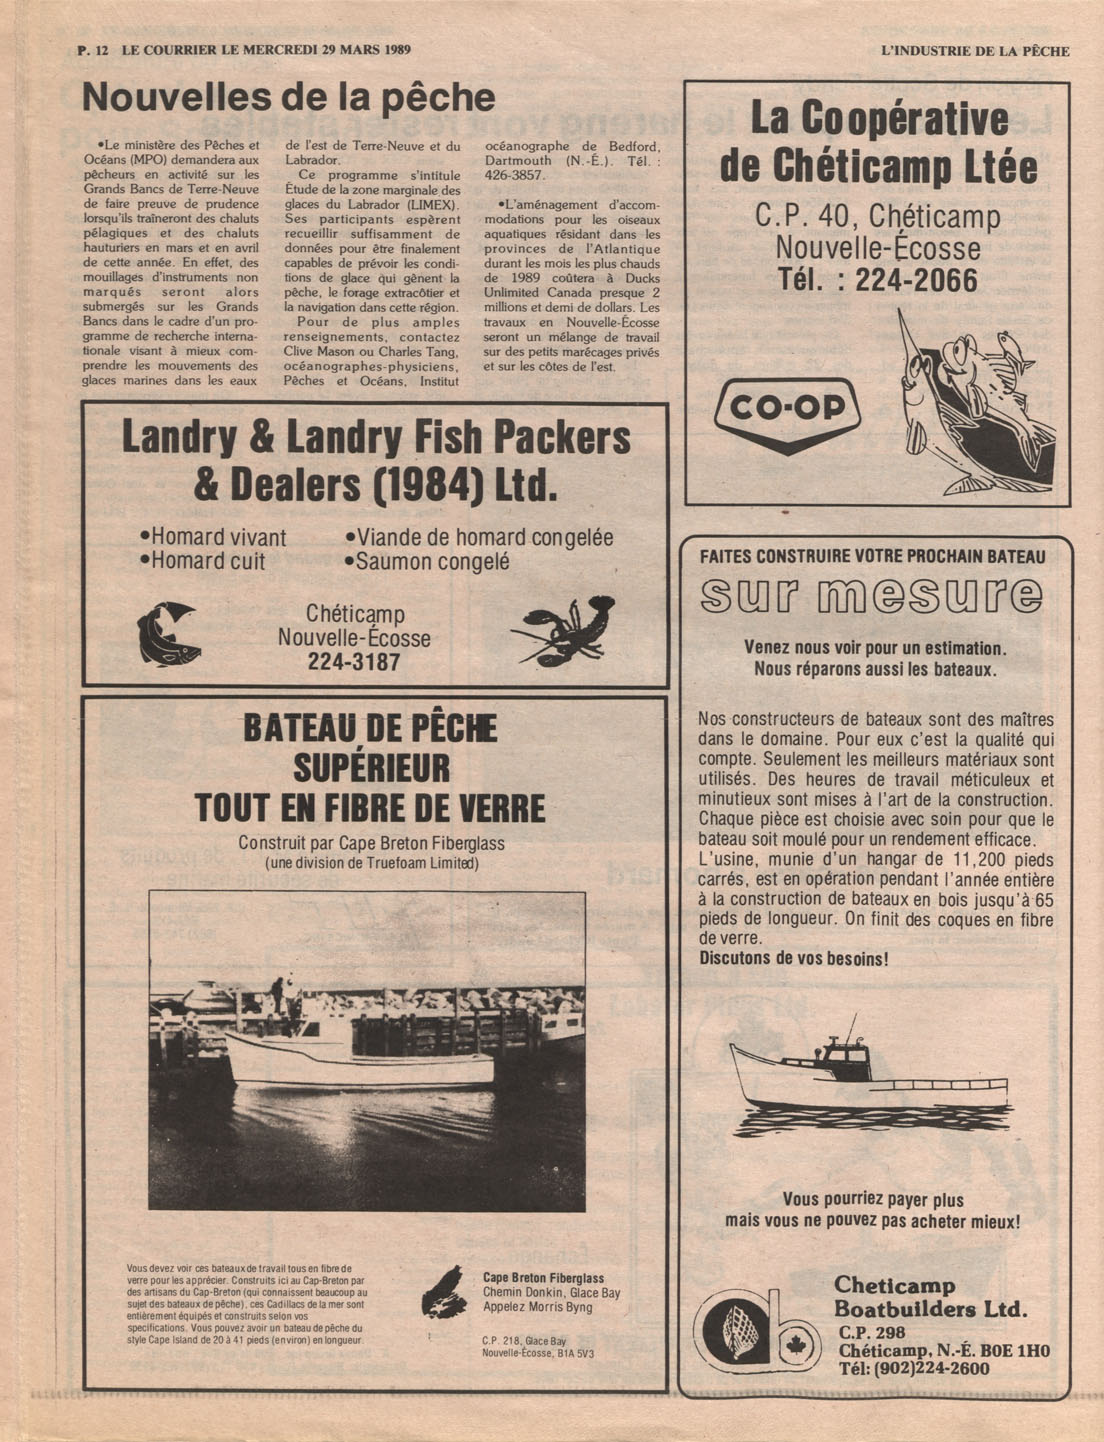 P. 12 LE COURRIER LE MERCREDI 29 MARS 1989
L'INDUSTRIE DE LA PÊCHE
Nouvelles de la pêche
•Le ministère des Pêches et
Océans (MPO) demandera aux
pêcheurs en activité sur les
Grands Bancs de Terre-Neuve
de faire preuve de prudence
lorsqu'ils traîneront des chaluts
pélagiques et des chaluts
hauturiers en mars et en avril
de cette année. En effet, des
mouillages d'instruments non
marqués seront alors
submergés sur les Grands
Bancs dans le cadre d'un pro-
gramme de recherche interna-
tionale visant à mieux com-
prendre les mouvements des
glaces marines dans les eaux
de l'est de Terre-Neuve et du
Labrador.
Ce programme s'intitule
Étude de la zone marginale des
glaces du Labrador (LIMEX).
Ses participants espèrent
recueillir suffisamment de
données pour être finalement
capables de prévoir les condi-
tions de glace qui gênent la
pêche, le forage extracôtier et
la navigation dans cette région.
Pour de plus amples
renseignements, contactez
Clive Mason ou Charles Tang,
océanographes-physiciens,
Pêches et Océans, Institut
océanographe de Bedford,
Dartmouth (N.-É.). Tél. :
426-3857.
•L'aménagement d'accom-
modations pour les oiseaux
aquatiques résidant dans les
provinces de l'Atlantique
durant les mois les plus chauds
de 1989 coûtera à Ducks
Unlimited Canada presque 2
millions et demi de dollars. Les
travaux en Nouvelle-Écosse
seront un mélange de travail
sur des petits marécages privés
et sur les côtes de l'est.
La Coopérative
de Chéticamp Ltée
C.P. 40, Chéticamp
Nouvelle-Écosse
Tél. : 224-2066
CO-OP
Landry & Landry Fish Packers
& Dealers (1984) Ltd.
•Homard vivant
•Homard cuit
•Viande de homard congelée
•Saumon congelé
Chéticamp
Nouvelle-Écosse
224-3187
BATEAU DE PÊCHE
SUPÉRIEUR
TOUT EN FIBRE DE VERRE
Construit par Cape Breton Fiberglass
(une division de Truefoam Limited)
Vous devez voir ces bateaux de travail tous en fibre de
verre pour les apprécier. Construits ici au Cap-Breton par
des artisans du Cap-Breton (qui connaissent beaucoup au
sujet des bateaux de pêche), ces Cadillacs de la mer sont
entièrement équipés et construits selon vos
specifications. Vous pouvez avoir un bateau de pêche du
style Cape Island de 20 à 41 pieds (environ) en longueur.
Cape Breton Fiberglass
Chemin Donkin, Glace Bay
Appelez Morris Byng
C.P. 218, Glace Bay
Nouvelle-Écosse, B1A 5V3
FAITES CONSTRUIRE VOTRE PROCHAIN BATEAU
sur mesure
Venez nous voir pour un estimation.
Nous réparons aussi les bateaux.
Nos constructeurs de bateaux sont des maîtres
dans le domaine. Pour eux c'est la qualité qui
compte. Seulement les meilleurs matériaux sont
utilisés. Des heures de travail méticuleux et
minutieux sont mises à l'art de la construction.
Chaque pièce est choisie avec soin pour que le
bateau soit moulé pour un rendement efficace.
L'usine, munie d'un hangar de 11,200 pieds
carrés, est en opération pendant l'année entière
à la construction de bateaux en bois jusqu'à 65
pieds de longueur. On finit des coques en fibre
de verre.
Discutons de vos besoins!
Vous pourriez payer plus
mais vous ne pouvez pas acheter mieux!
Cheticamp
Boatbuilders Ltd.
C.P. 298
Chéticamp, N.-É. B0E 1H0
Tél: (902)224-2600